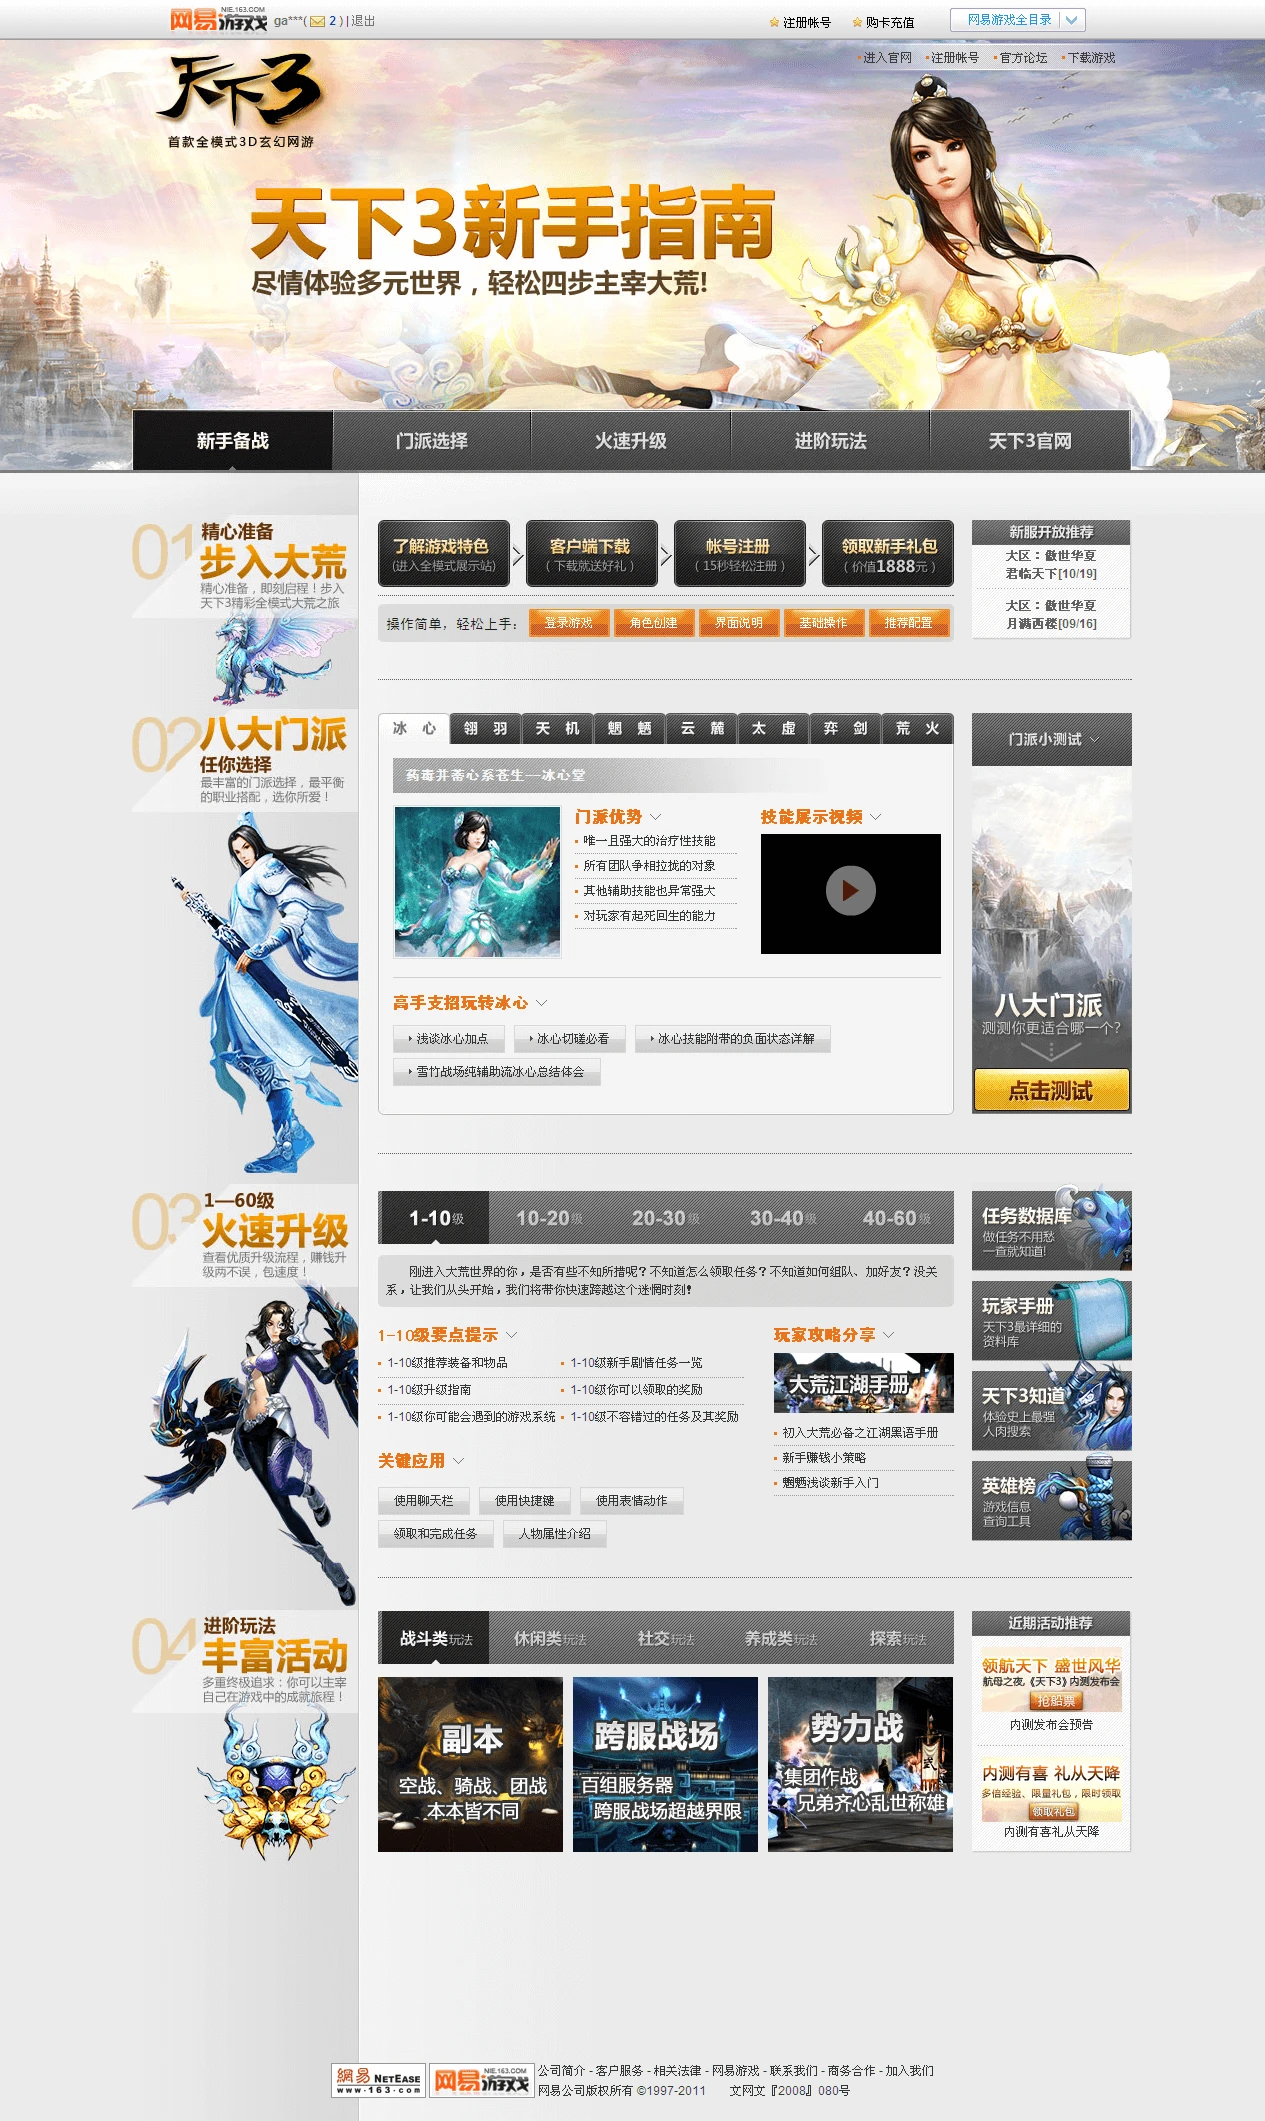 网易游戏 NIE.163.COM ga***( 2 ) | 退出 注册帐号 购卡充值 网易游戏全目录
进入官网 注册帐号 官方论坛 下载游戏
天下3
首款全模式3D玄幻网游
天下3新手指南
尽情体验多元世界，轻松四步主宰大荒!
新手备战 门派选择 火速升级 进阶玩法 天下3官网
01 精心准备
步入大荒
精心准备，即刻启程！步入
天下3精彩全模式大荒之旅
了解游戏特色
(进入全模式展示站)
客户端下载
（下载就送好礼）
帐号注册
（15秒轻松注册）
领取新手礼包
（价值1888元）
操作简单，轻松上手： 登录游戏 角色创建 界面说明 基础操作 推荐配置
新服开放推荐
大区：傲世华夏
君临天下[10/19]
大区：傲世华夏
月满西楼[09/16]
02 八大门派
任你选择
最丰富的门派选择，最平衡
的职业搭配，选你所爱！
冰 心 翎 羽 天 机 魍 魉 云 麓 太 虚 弈 剑 荒 火
药毒并蓄心系苍生—冰心堂
门派优势
唯一且强大的治疗性技能
所有团队争相拉拢的对象
其他辅助技能也异常强大
对玩家有起死回生的能力
技能展示视频
高手支招玩转冰心
浅谈冰心加点 冰心切磋必看 冰心技能附带的负面状态详解
雪竹战场纯辅助流冰心总结体会
门派小测试
八大门派
测测你更适合哪一个?
点击测试
03 1—60级
火速升级
查看优质升级流程，赚钱升
级两不误，包速度！
1-10级 10-20级 20-30级 30-40级 40-60级
刚进入大荒世界的你，是否有些不知所措呢？不知道怎么领取任务？不知道如何组队、加好友？没关
系，让我们从头开始，我们将带你快速跨越这个迷惘时刻！
1-10级要点提示
1-10级推荐装备和物品 1-10级新手剧情任务一览
1-10级升级指南 1-10级你可以领取的奖励
1-10级你可能会遇到的游戏系统 1-10级不容错过的任务及其奖励
关键应用
使用聊天栏 使用快捷键 使用表情动作
领取和完成任务 人物属性介绍
玩家攻略分享
大荒江湖手册
初入大荒必备之江湖黑语手册
新手赚钱小策略
魍魉浅谈新手入门
任务数据库
做任务不用愁
一查就知道!
玩家手册
天下3最详细的
资料库
天下3知道
体验史上最强
人肉搜索
英雄榜
游戏信息
查询工具
04 进阶玩法
丰富活动
多重终极追求：你可以主宰
自己在游戏中的成就旅程！
战斗类玩法 休闲类玩法 社交玩法 养成类玩法 探索玩法
副本
空战、骑战、团战
本本皆不同
跨服战场
百组服务器
跨服战场超越界限
势力战
集团作战
兄弟齐心乱世称雄
近期活动推荐
领航天下 盛世风华
航母之夜,《天下3》内测发布会
抢船票
内测发布会预告
内测有喜 礼从天降
多倍经验、限量礼包，限时领取
领取礼包
内测有喜礼从天降
網易 NETEASE
www.163.com
网易游戏 NIE.163.COM
公司简介 - 客户服务 - 相关法律 - 网易游戏 - 联系我们 - 商务合作 - 加入我们
网易公司版权所有 ©1997-2011 文网文『2008』080号